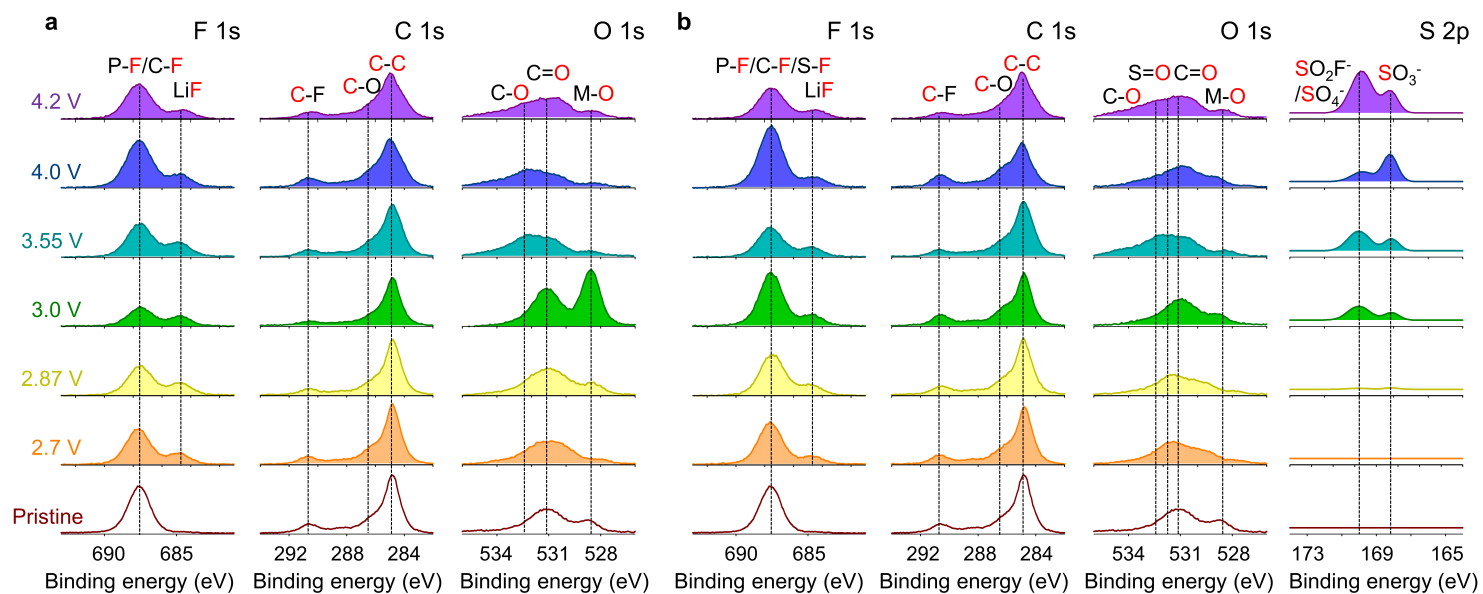 a
F 1s
C 1s
O 1s
b
F 1s
C 1s
O 1s
S 2p
P-F/C-F
LiF
C-C
C-O
C-F
C=O
C-O
M-O
P-F/C-F/S-F
LiF
C-C
C-O
C-F
S=O C=O
C-O
M-O
SO2F-
/SO4-
SO3-
4.2 V
4.0 V
3.55 V
3.0 V
2.87 V
2.7 V
Pristine
690 685
292 288 284
534 531 528
690 685
292 288 284
534 531 528
173 169 165
Binding energy (eV)
Binding energy (eV)
Binding energy (eV)
Binding energy (eV)
Binding energy (eV)
Binding energy (eV)
Binding energy (eV)